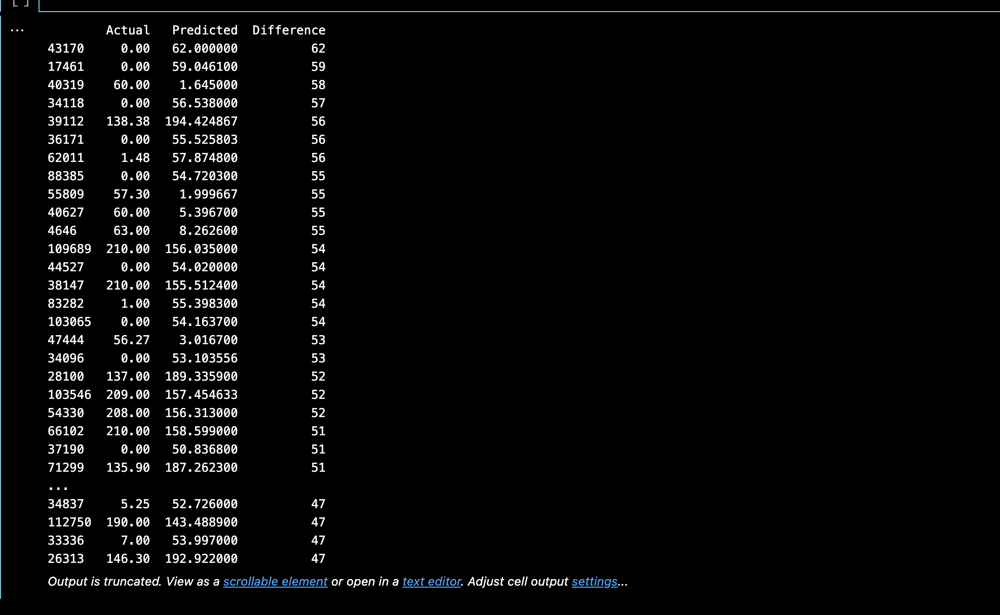 [ ]
... Actual Predicted Difference
43170 0.00 62.000000 62
17461 0.00 59.046100 59
40319 60.00 1.645000 58
34118 0.00 56.538000 57
39112 138.38 194.424867 56
36171 0.00 55.525803 56
62011 1.48 57.874800 56
88385 0.00 54.720300 55
55809 57.30 1.999667 55
40627 60.00 5.396700 55
4646 63.00 8.262600 55
109689 210.00 156.035000 54
44527 0.00 54.020000 54
38147 210.00 155.512400 54
83282 1.00 55.398300 54
103065 0.00 54.163700 54
47444 56.27 3.016700 53
34096 0.00 53.103556 53
28100 137.00 189.335900 52
103546 209.00 157.454633 52
54330 208.00 156.313000 52
66102 210.00 158.599000 51
37190 0.00 50.836800 51
71299 135.90 187.262300 51
...
34837 5.25 52.726000 47
112750 190.00 143.488900 47
33336 7.00 53.997000 47
26313 146.30 192.922000 47
Output is truncated. View as a scrollable element or open in a text editor. Adjust cell output settings...